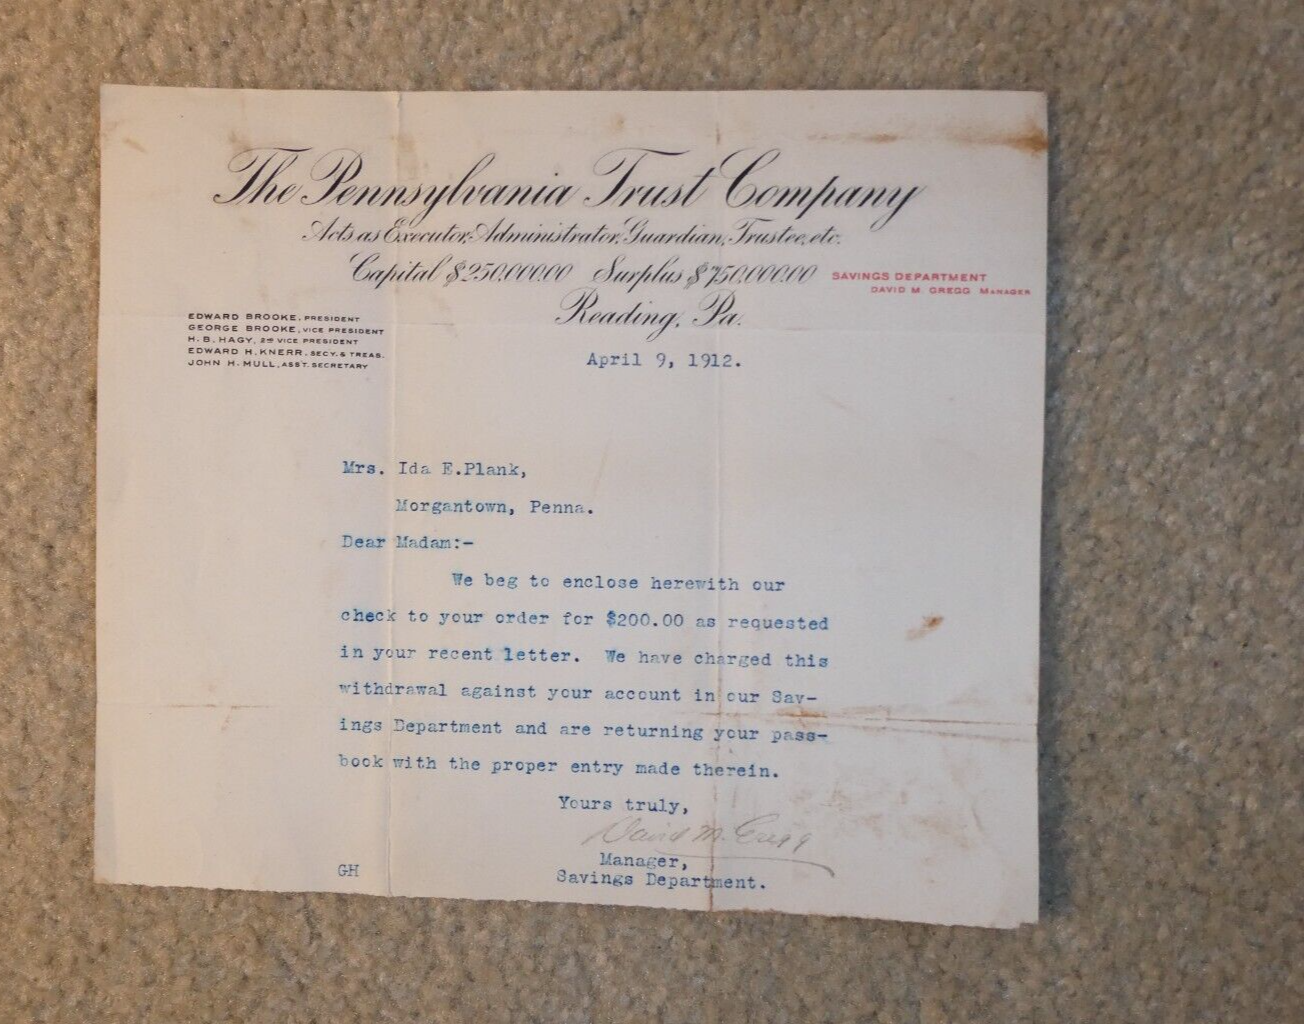 The Pennsylvania Trust Company
Acts as Executor, Administrator, Guardian, Trustee, etc.
Capital $250,000.00 Surplus $750,000.00
SAVINGS DEPARTMENT
DAVID M. GREGG MANAGER
Reading, Pa.
EDWARD BROOKE, PRESIDENT
GEORGE BROOKE, VICE PRESIDENT
H. B. HAGY, 2ND VICE PRESIDENT
EDWARD H. KNERR, SECY. & TREAS.
JOHN H. MULL, ASS'T. SECRETARY
April 9, 1912.
Mrs. Ida E.Plank,
Morgantown, Penna.
Dear Madam:-
We beg to enclose herewith our
check to your order for $200.00 as requested
in your recent letter. We have charged this
withdrawal against your account in our Sav-
ings Department and are returning your pass-
book with the proper entry made therein.
Yours truly,
David M. Gregg
Manager,
Savings Department.
GH